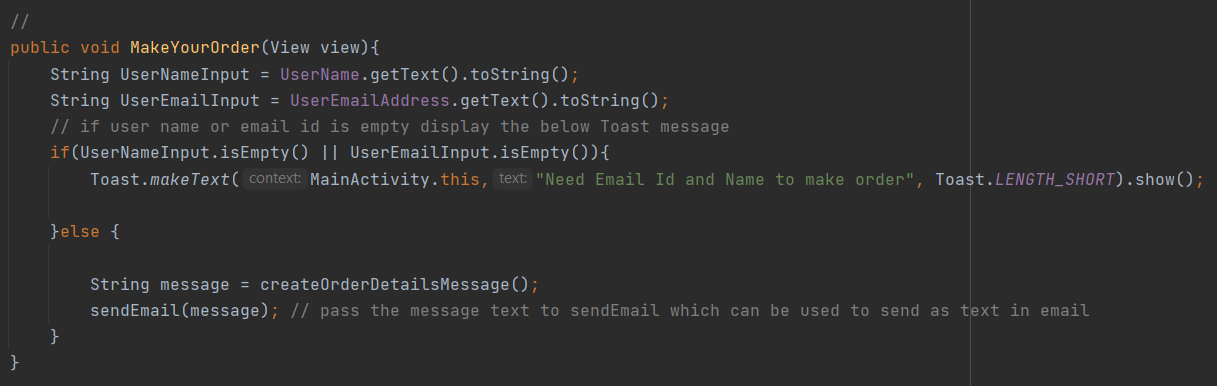 //
public void MakeYourOrder(View view){
String UserNameInput = UserName.getText().toString();
String UserEmailInput = UserEmailAddress.getText().toString();
// if user name or email id is empty display the below Toast message
if(UserNameInput.isEmpty() || UserEmailInput.isEmpty()){
Toast.makeText( context: MainActivity.this, text: "Need Email Id and Name to make order", Toast.LENGTH_SHORT).show();
}else {
String message = createOrderDetailsMessage();
sendEmail(message); // pass the message text to sendEmail which can be used to send as text in email
}
}